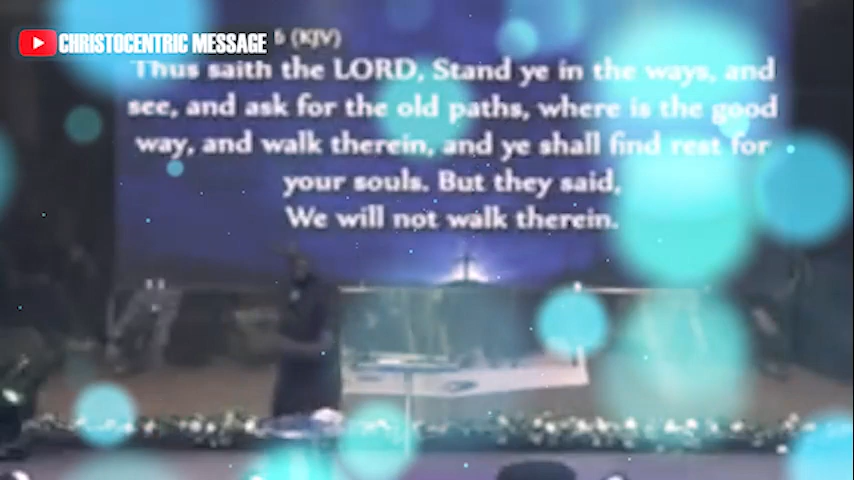 CHRISTOCENTRIC MESSAGE
(KJV)
Thus saith the LORD, Stand ye in the ways, and
see, and ask for the old paths, where is the good
way, and walk therein, and ye shall find rest for
your souls. But they said,
We will not walk therein.